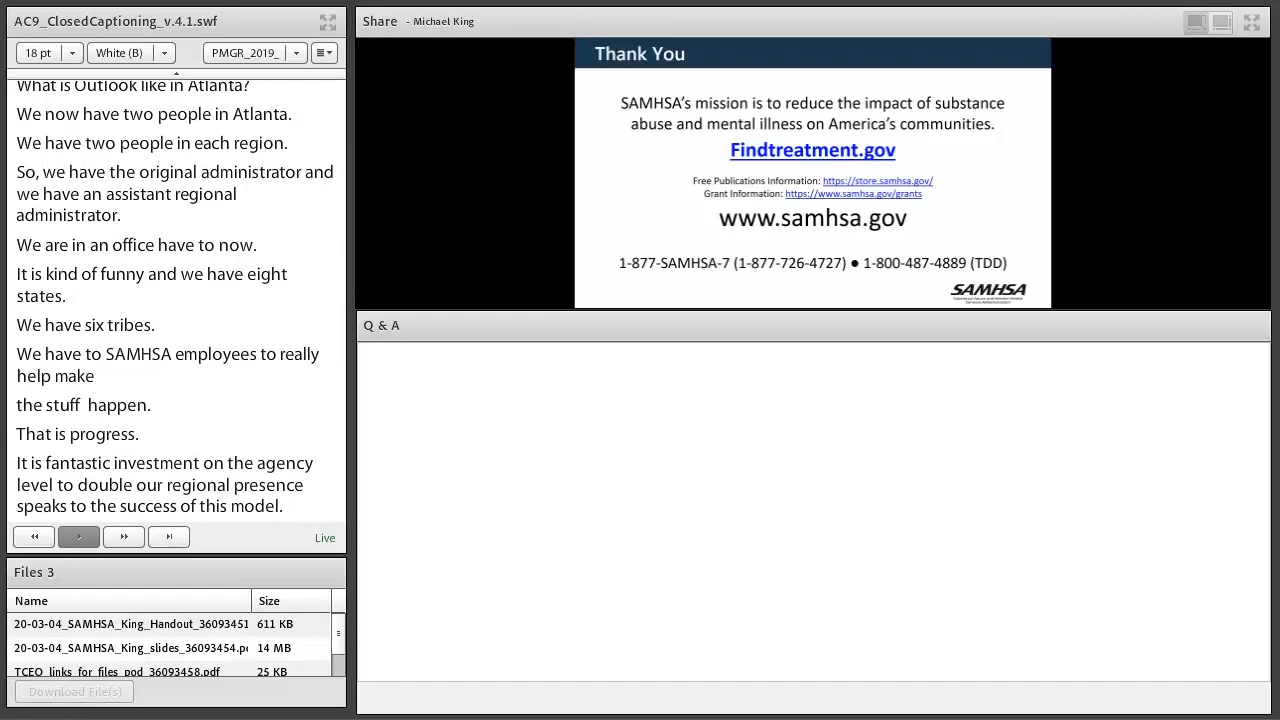 AC9_ClosedCaptioning_v.4.1.swf
18 pt
White (B)
PMGR_2019_
What is Outlook like in Atlanta?
We now have two people in Atlanta.
We have two people in each region.
So, we have the original administrator and
we have an assistant regional
administrator.
We are in an office have to now.
It is kind of funny and we have eight
states.
We have six tribes.
We have to SAMHSA employees to really
help make
the stuff happen.
That is progress.
It is fantastic investment on the agency
level to double our regional presence
speaks to the success of this model.
Live
Files 3
Name Size
20-03-04_SAMHSA_King_Handout_36093451 611 KB
20-03-04_SAMHSA_King_slides_36093454.p 14 MB
TCEO_links_for_files_pod_36093458.pdf 25 KB
Download File(s)
Share - Michael King
Thank You
SAMHSA's mission is to reduce the impact of substance
abuse and mental illness on America's communities.
Findtreatment.gov
Free Publications Information: https://store.samhsa.gov/
Grant Information: https://www.samhsa.gov/grants
www.samhsa.gov
1-877-SAMHSA-7 (1-877-726-4727) ● 1-800-487-4889 (TDD)
SAMHSA
Q & A